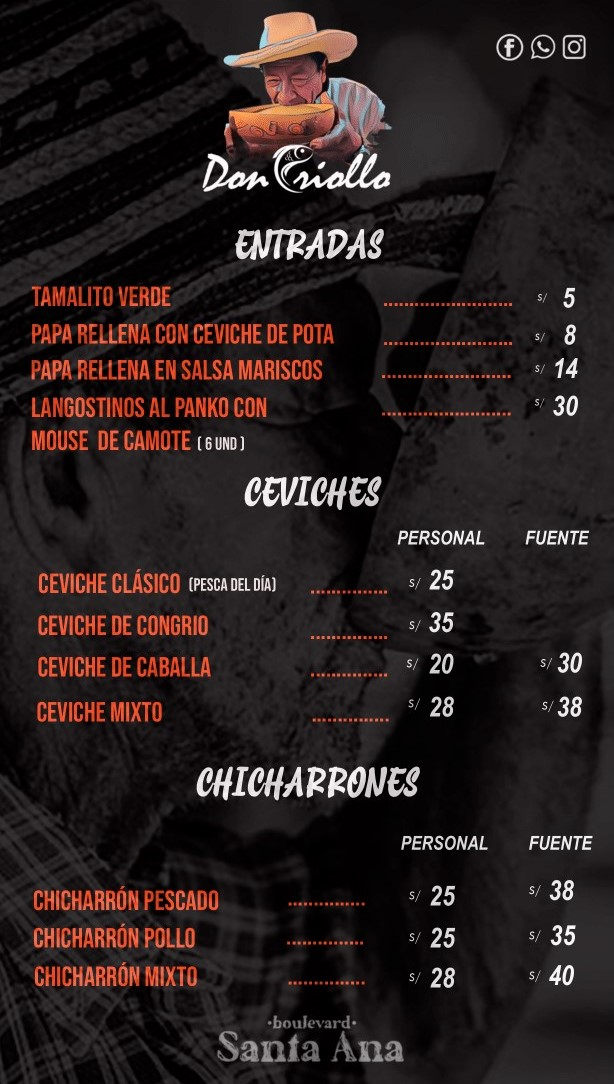 Don Criollo
ENTRADAS
TAMALITO VERDE ..................... S/ 5
PAPA RELLENA CON CEVICHE DE POTA ..................... S/ 8
PAPA RELLENA EN SALSA MARISCOS ..................... S/ 14
LANGOSTINOS AL PANKO CON ..................... S/ 30
MOUSE DE CAMOTE ( 6 UND )
CEVICHES
PERSONAL FUENTE
CEVICHE CLÁSICO (PESCA DEL DÍA) ............. S/ 25
CEVICHE DE CONGRIO ............. S/ 35
CEVICHE DE CABALLA ............. S/ 20 S/ 30
CEVICHE MIXTO ............. S/ 28 S/ 38
CHICHARRONES
PERSONAL FUENTE
CHICHARRÓN PESCADO ............. S/ 25 S/ 38
CHICHARRÓN POLLO ............. S/ 25 S/ 35
CHICHARRÓN MIXTO ............. S/ 28 S/ 40
·boulevard·
Santa Ana